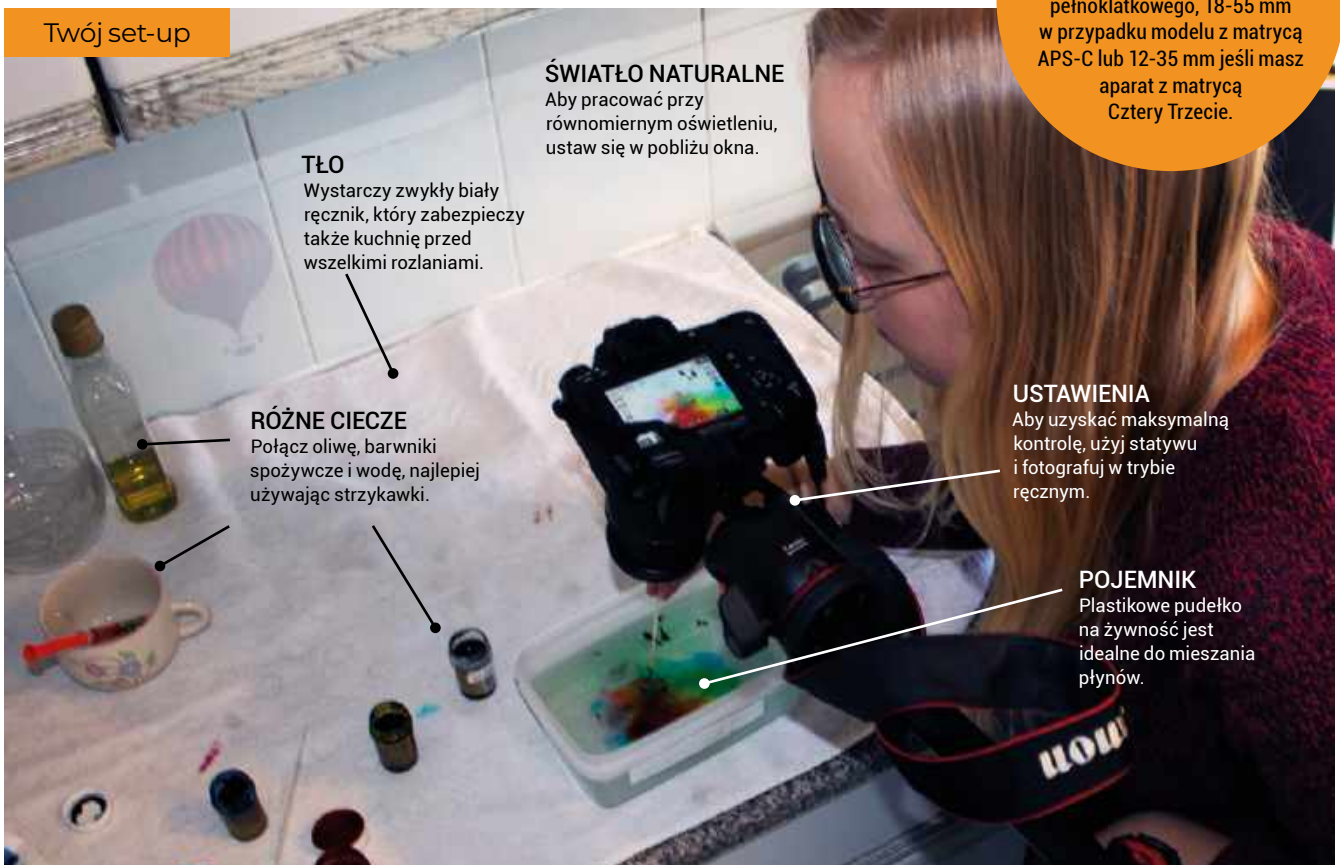 Twój set-up
pełnoklatkowego, 18-55 mm
w przypadku modelu z matrycą
APS-C lub 12-35 mm jeśli masz
aparat z matrycą
Cztery Trzecie.
ŚWIATŁO NATURALNE
Aby pracować przy
równomiernym oświetleniu,
ustaw się w pobliżu okna.
TŁO
Wystarczy zwykły biały
ręcznik, który zabezpieczy
także kuchnię przed
wszelkimi rozlaniami.
RÓŻNE CIECZE
Połącz oliwę, barwniki
spożywcze i wodę, najlepiej
używając strzykawki.
USTAWIENIA
Aby uzyskać maksymalną
kontrolę, użyj statywu
i fotografuj w trybie
ręcznym.
POJEMNIK
Plastikowe pudełko
na żywność jest
idealne do mieszania
płynów.